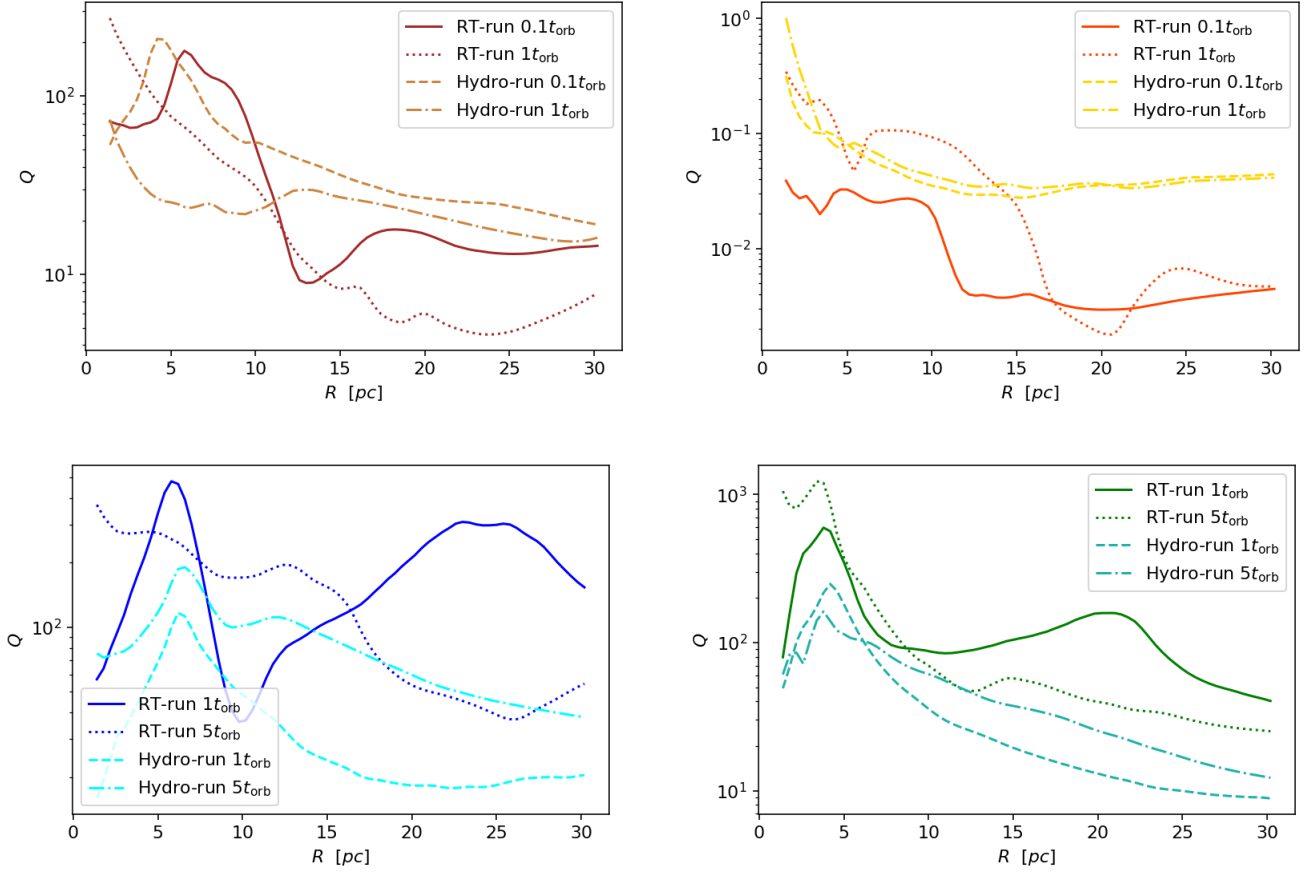 RT-run 0.1t_orb
RT-run 1t_orb
Hydro-run 0.1t_orb
Hydro-run 1t_orb
10^2
10^1
Q
0 5 10 15 20 25 30
R [pc]
RT-run 0.1t_orb
RT-run 1t_orb
Hydro-run 0.1t_orb
Hydro-run 1t_orb
10^0
10^-1
10^-2
Q
0 5 10 15 20 25 30
R [pc]
RT-run 1t_orb
RT-run 5t_orb
Hydro-run 1t_orb
Hydro-run 5t_orb
10^2
Q
0 5 10 15 20 25 30
R [pc]
RT-run 1t_orb
RT-run 5t_orb
Hydro-run 1t_orb
Hydro-run 5t_orb
10^3
10^2
10^1
Q
0 5 10 15 20 25 30
R [pc]